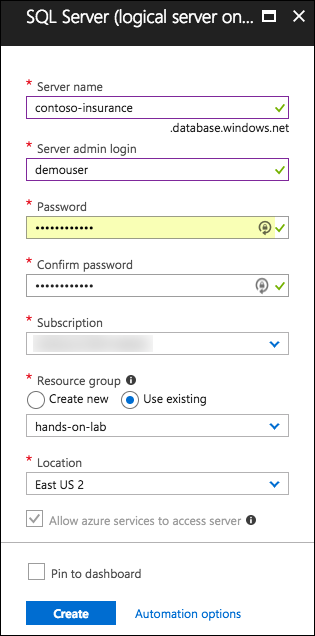 SQL Server (logical server on...
* Server name
contoso-insurance
.database.windows.net
* Server admin login
demouser
* Password
••••••••••••
* Confirm password
••••••••••••
* Subscription
* Resource group
Create new Use existing
hands-on-lab
* Location
East US 2
Allow azure services to access server
Pin to dashboard
Create Automation options